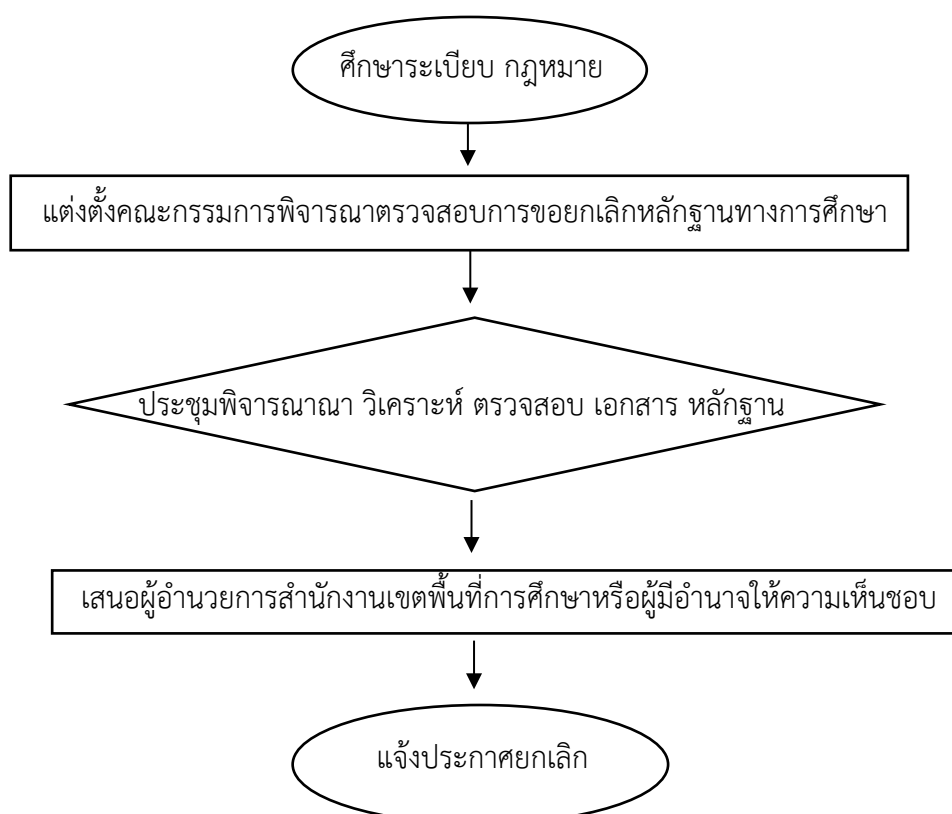 ศึกษาระเบียบ กฎหมาย
แต่งตั้งคณะกรรมการพิจารณาตรวจสอบการขอยกเลิกหลักฐานทางการศึกษา
ประชุมพิจารณาณา วิเคราะห์ ตรวจสอบ เอกสาร หลักฐาน
เสนอผู้อำนวยการสำนักงานเขตพื้นที่การศึกษาหรือผู้มีอำนาจให้ความเห็นชอบ
แจ้งประกาศยกเลิก